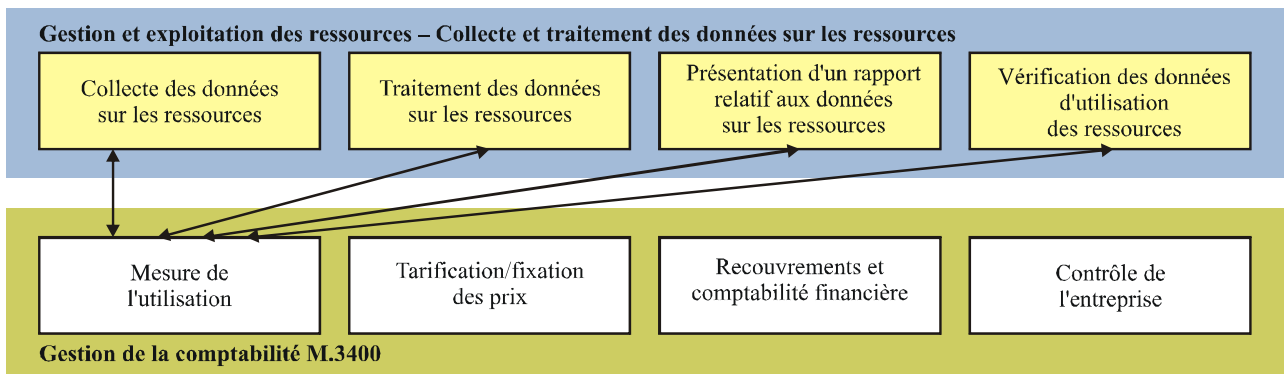 Gestion et exploitation des ressources – Collecte et traitement des données sur les ressources
Collecte des données
sur les ressources
Traitement des données
sur les ressources
Présentation d'un rapport
relatif aux données
sur les ressources
Vérification des données
d'utilisation
des ressources
Mesure de
l'utilisation
Tarification/fixation
des prix
Recouvrements et
comptabilité financière
Contrôle de
l'entreprise
Gestion de la comptabilité M.3400